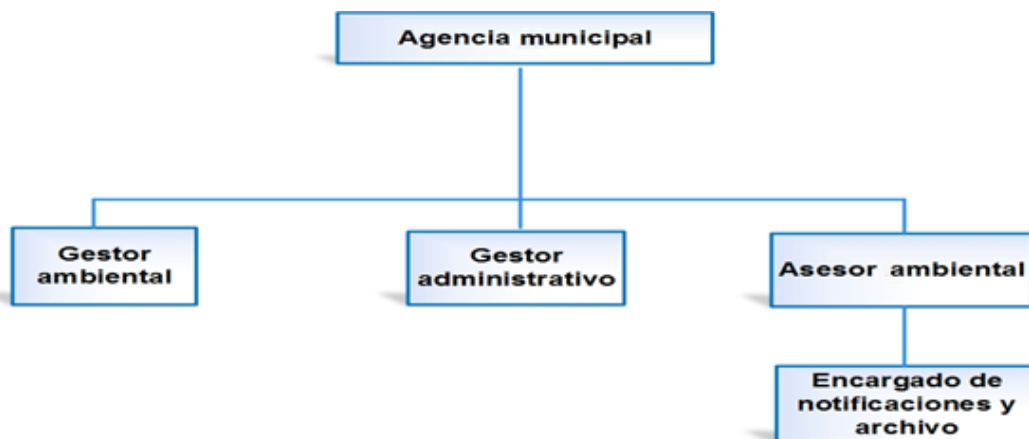 Agencia municipal
Gestor
ambiental
Gestor
administrativo
Asesor ambiental
Encargado de
notificaciones y
archivo